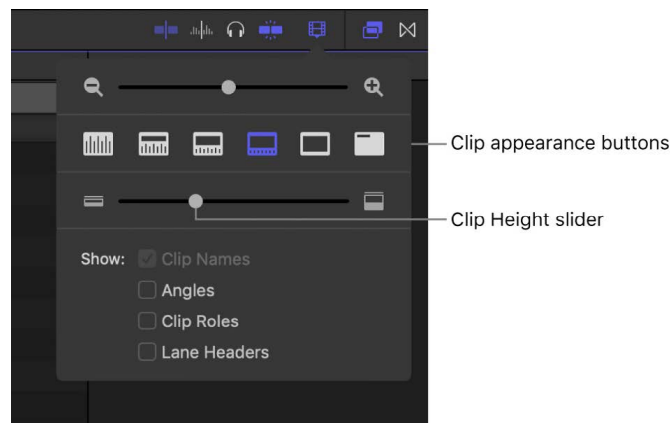 Clip appearance buttons
Clip Height slider
Show: Clip Names
Angles
Clip Roles
Lane Headers